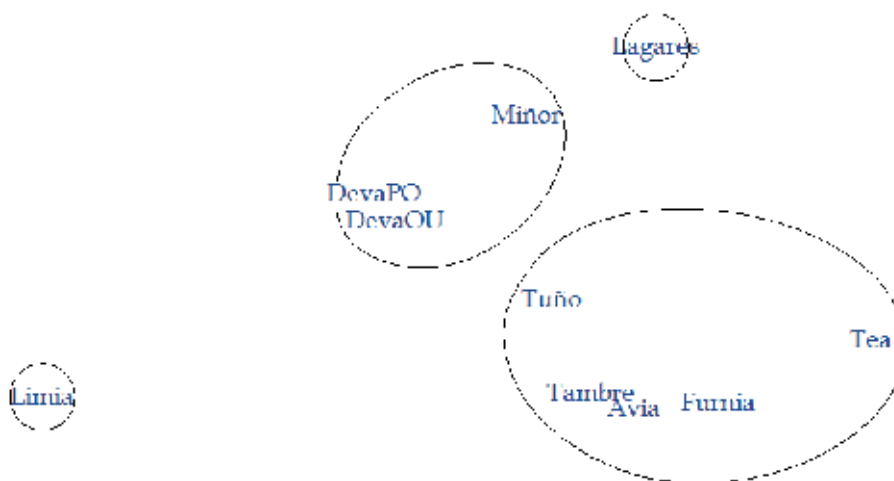 Lagares
Miñor
DevaPO
DevaOU
Tuño
Tea
Limia
Tambre
Avia
Furnia